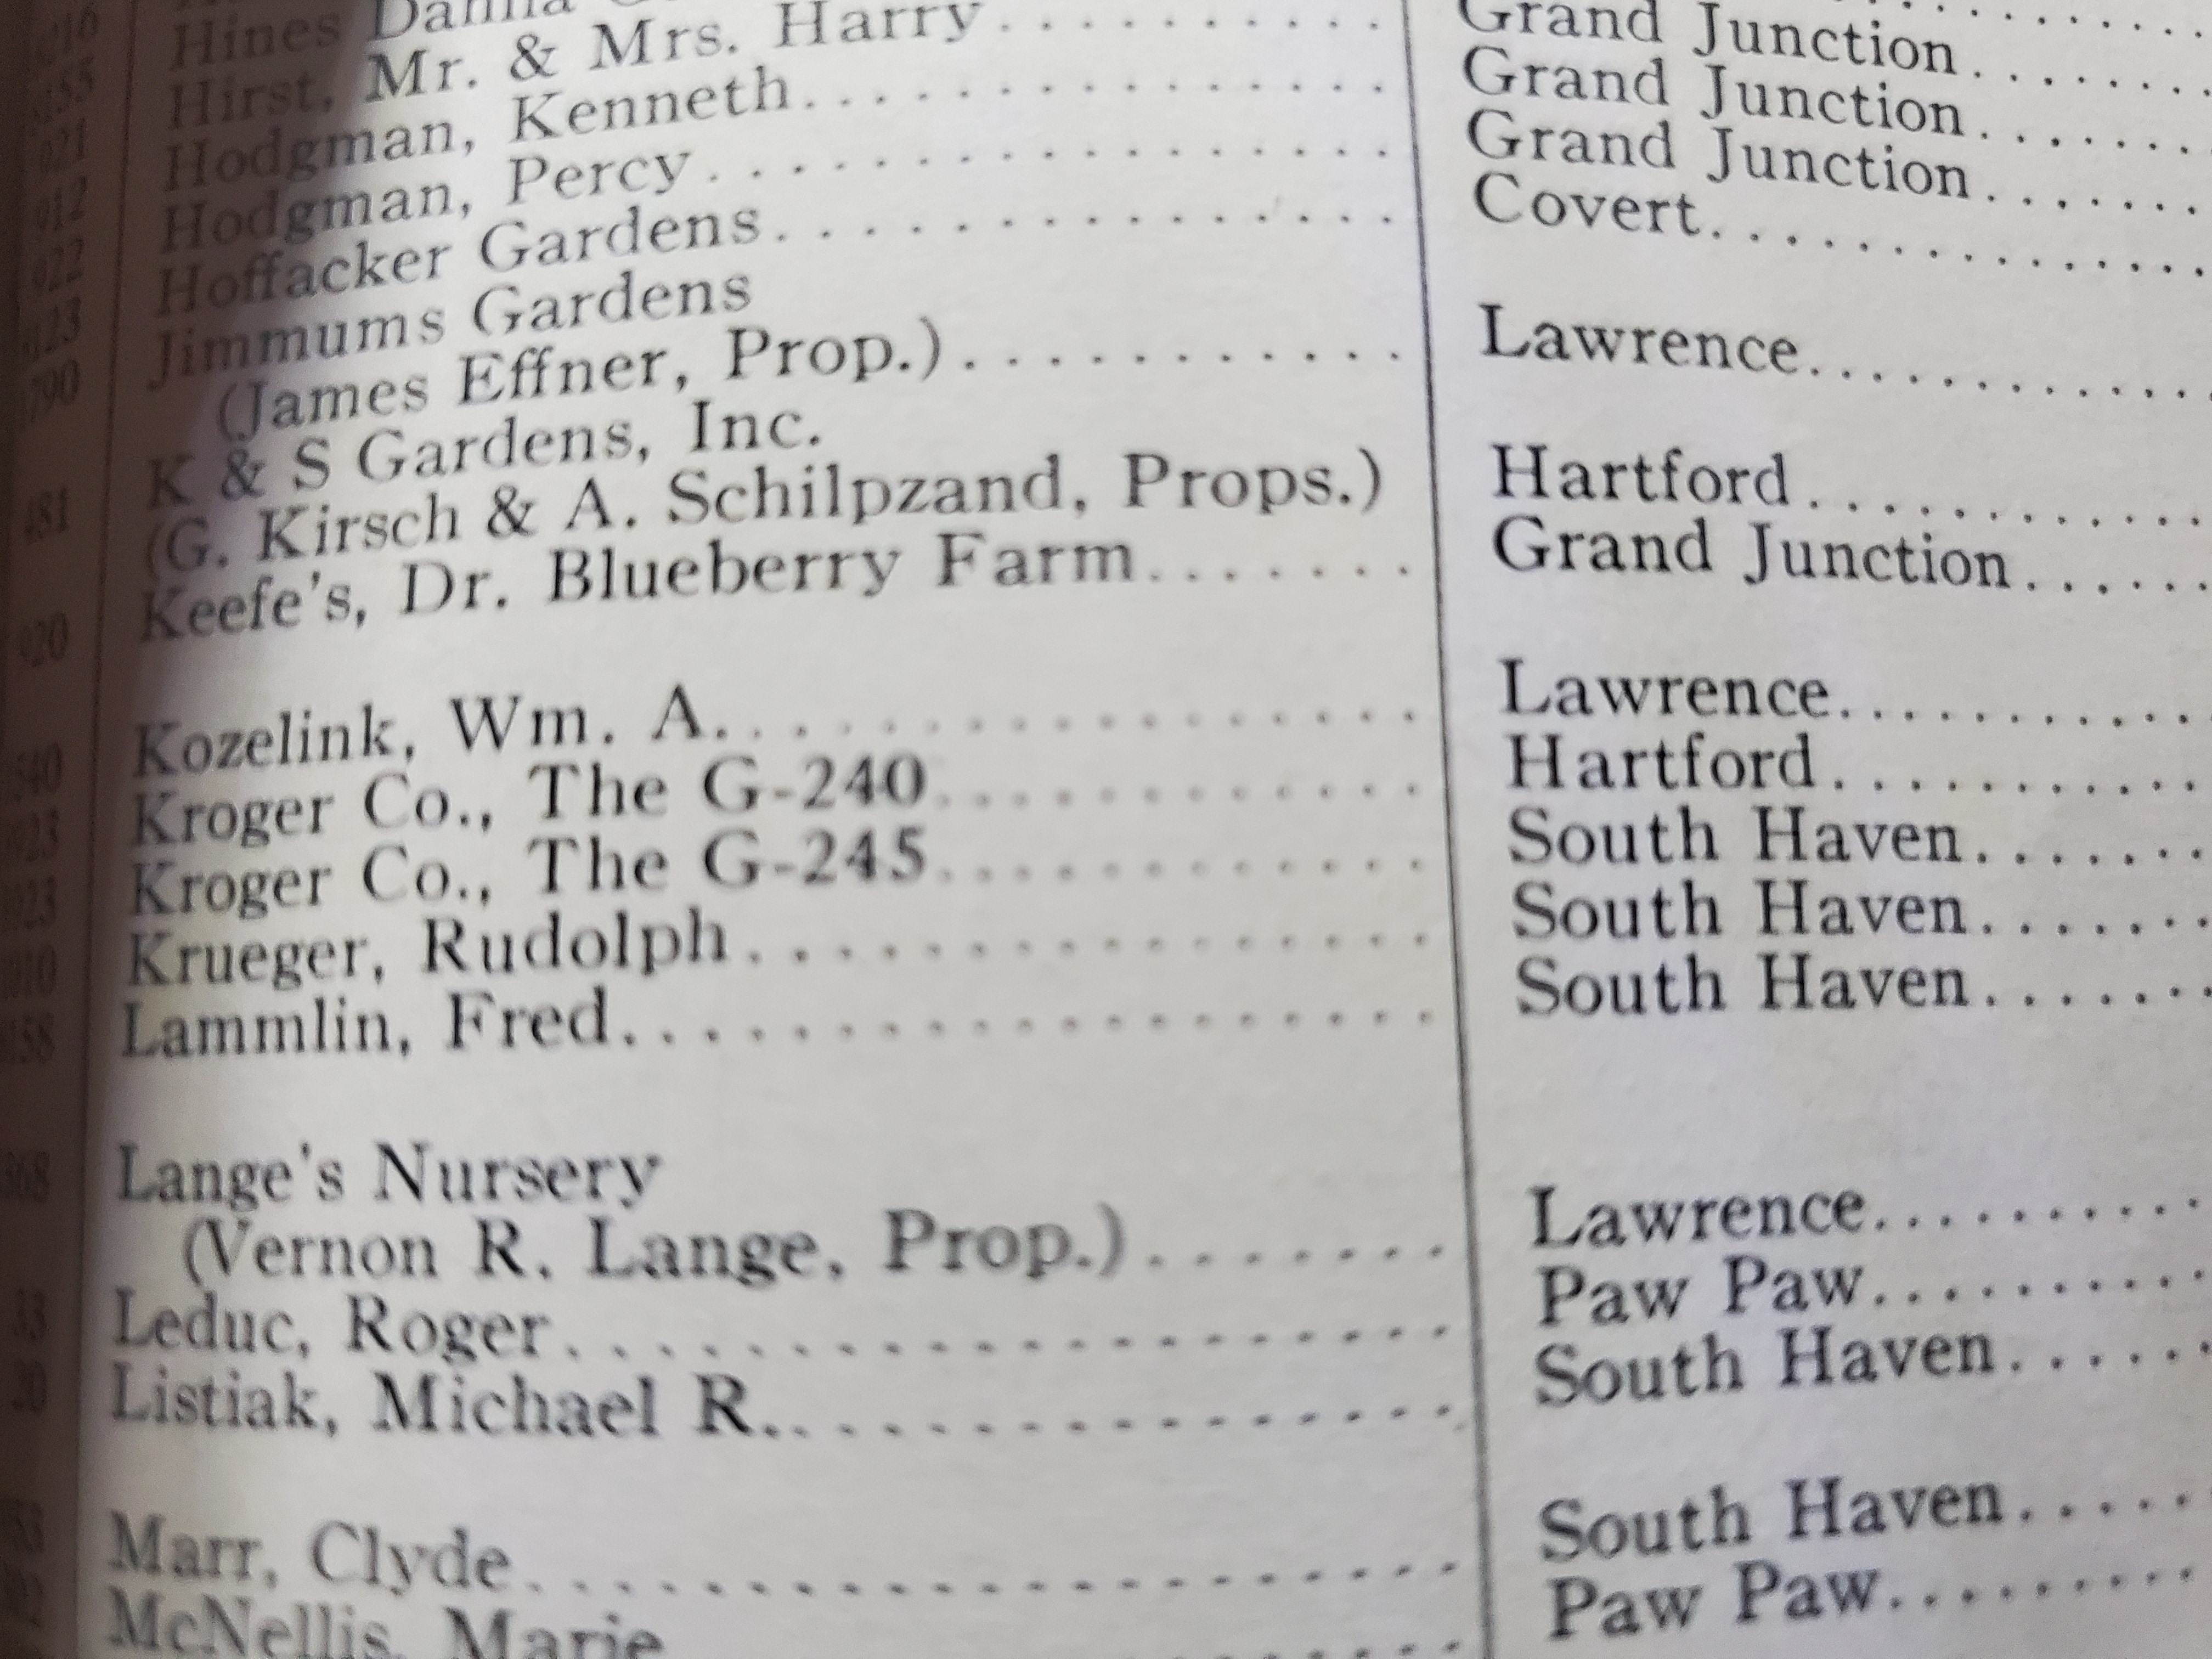 Hines
Hirst, Mr. & Mrs. Harry.......... Grand Junction.......
Hodgman, Kenneth............... Grand Junction.......
Hodgman, Percy.................. Grand Junction.......
Hoffacker Gardens............... Covert..............
Jimmums Gardens
(James Effner, Prop.)............ Lawrence............
K & S Gardens, Inc.
(G. Kirsch & A. Schilpzand, Props.) Hartford............
Keefe's, Dr. Blueberry Farm....... Grand Junction......
Kozelink, Wm. A.................. Lawrence............
Kroger Co., The G-240............. Hartford............
Kroger Co., The G-245............. South Haven.......
Krueger, Rudolph................. South Haven.......
Lammlin, Fred.................... South Haven.......
Lange's Nursery
(Vernon R. Lange, Prop.)........ Lawrence..........
Leduc, Roger..................... Paw Paw..........
Listiak, Michael R................ South Haven......
Marr, Clyde...................... South Haven......
McNellis, Marie Paw Paw.........